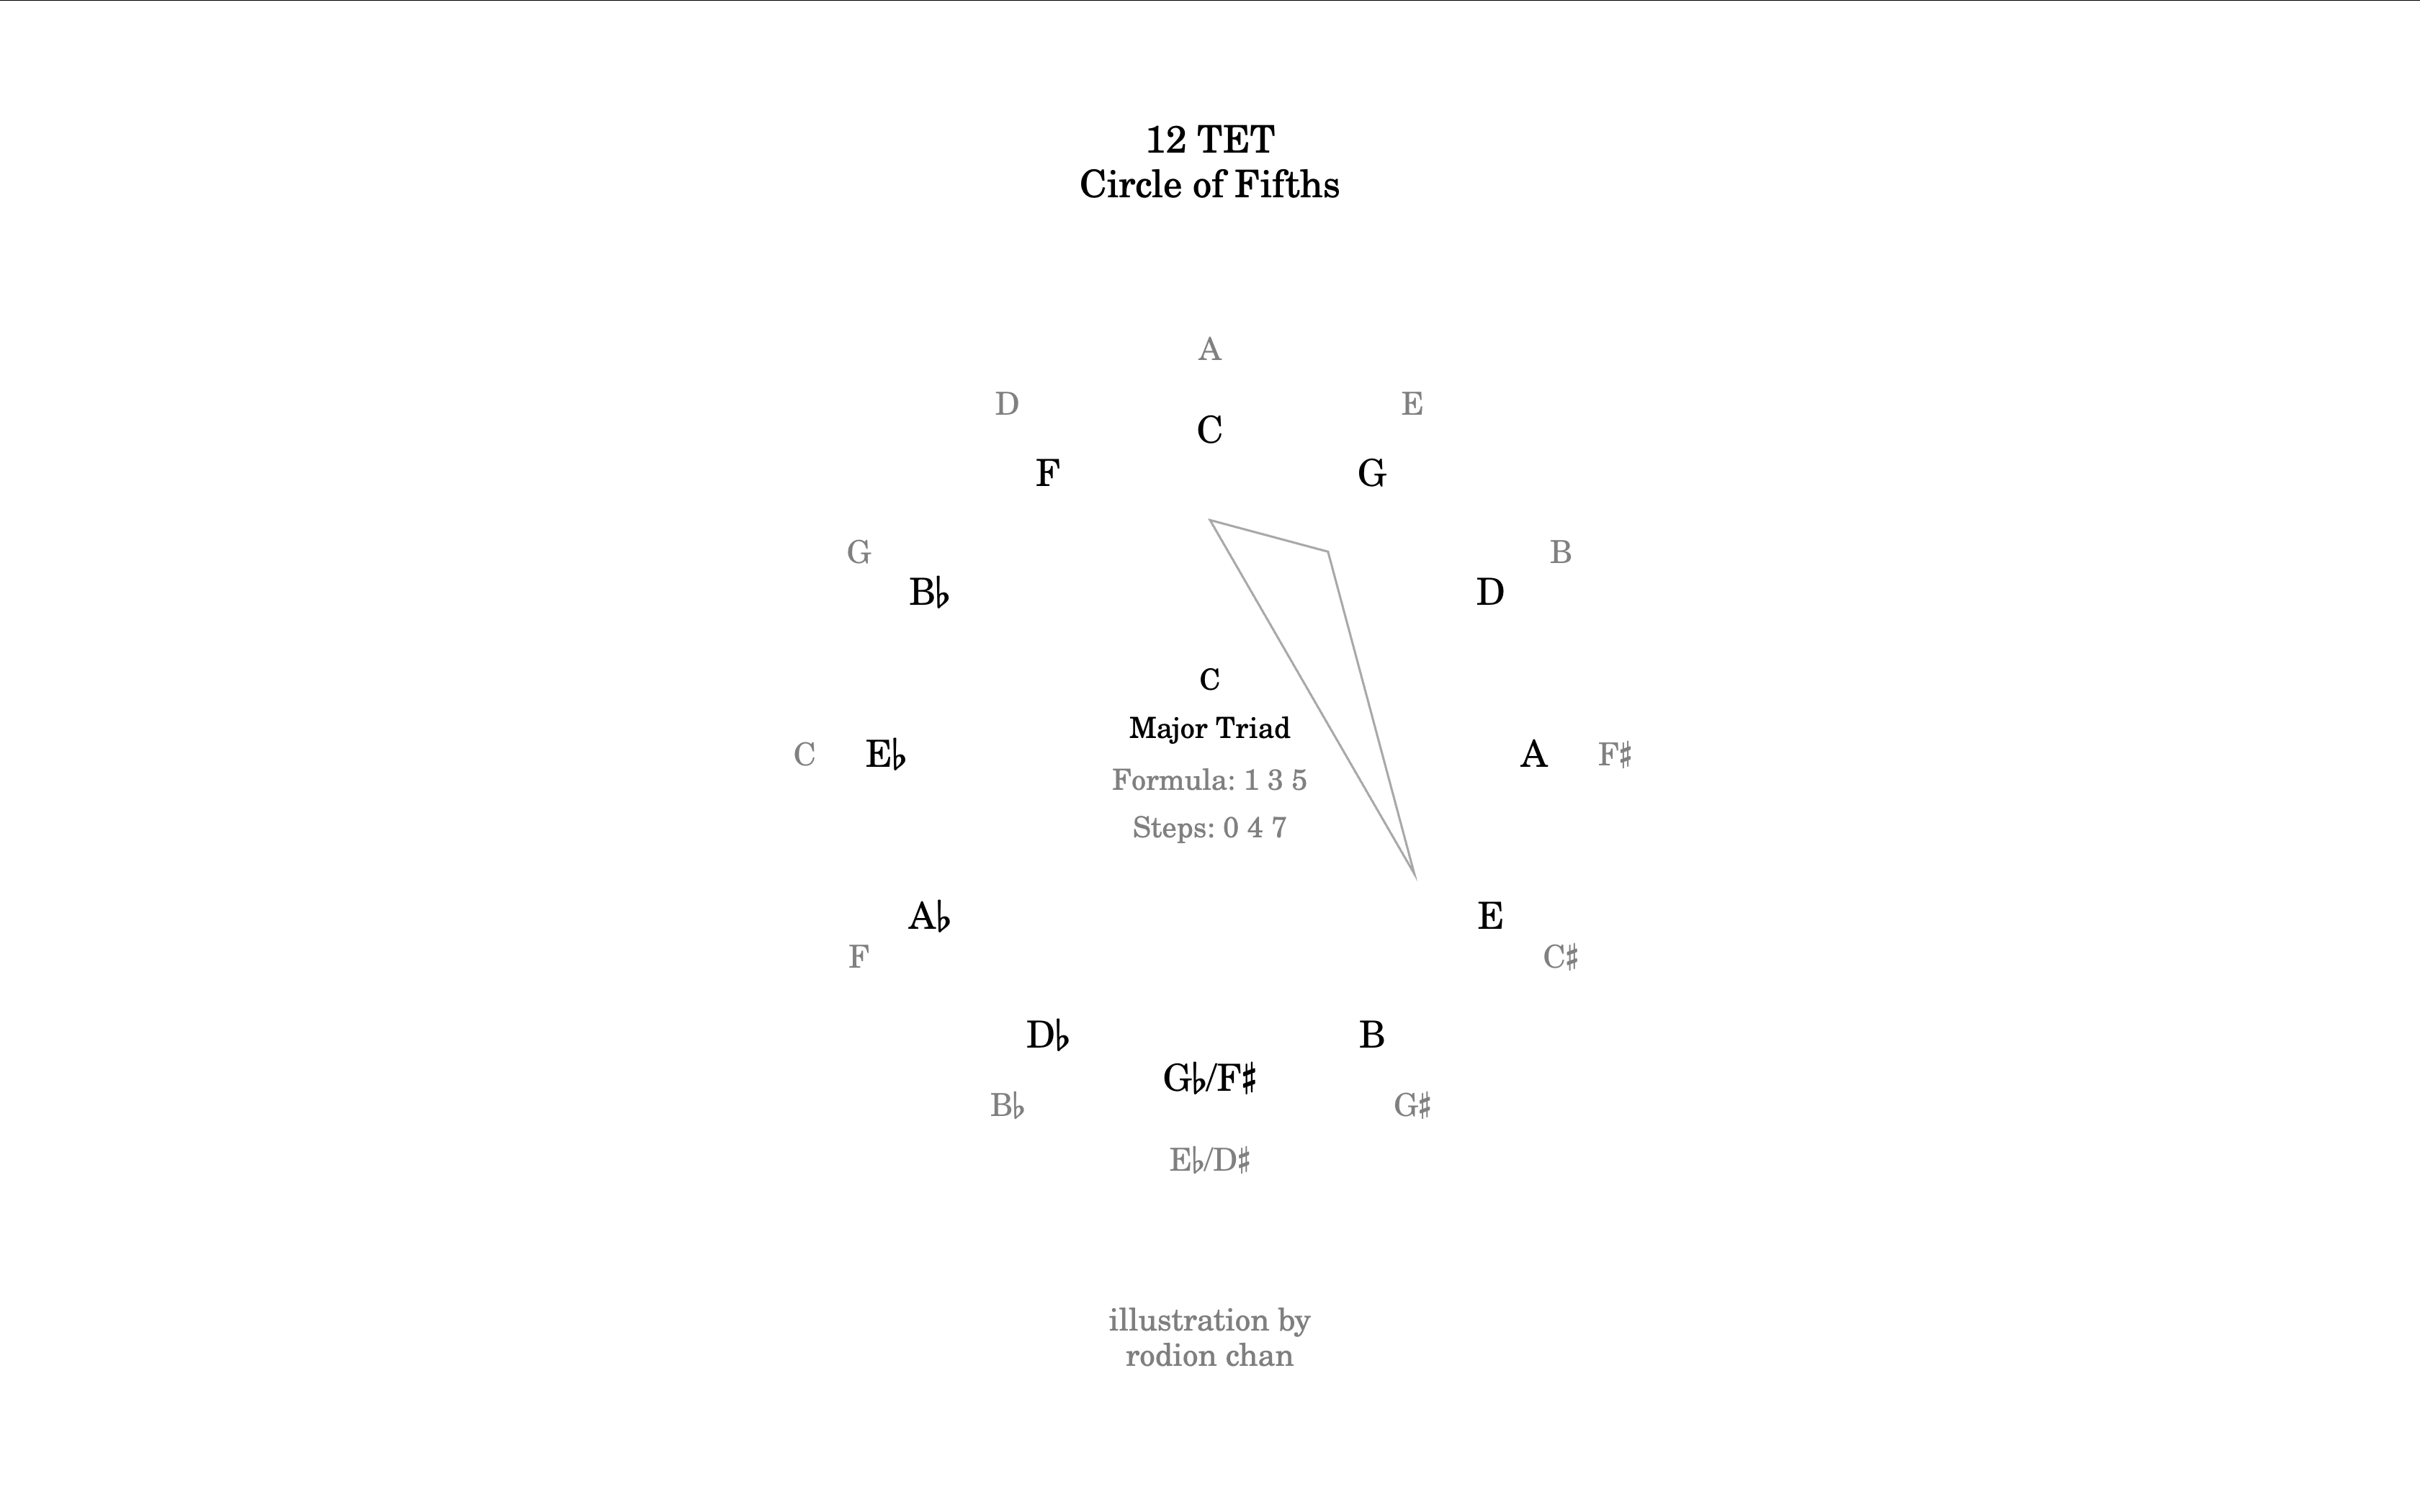 12 TET
Circle of Fifths
A
D
E
C
F
G
G
B
B♭
D
C
Major Triad
Formula: 1 3 5
Steps: 0 4 7
C
E♭
A
F♯
A♭
E
F
C♯
D♭
B
G♭/F♯
B♭
G♯
E♭/D♯
illustration by
rodion chan